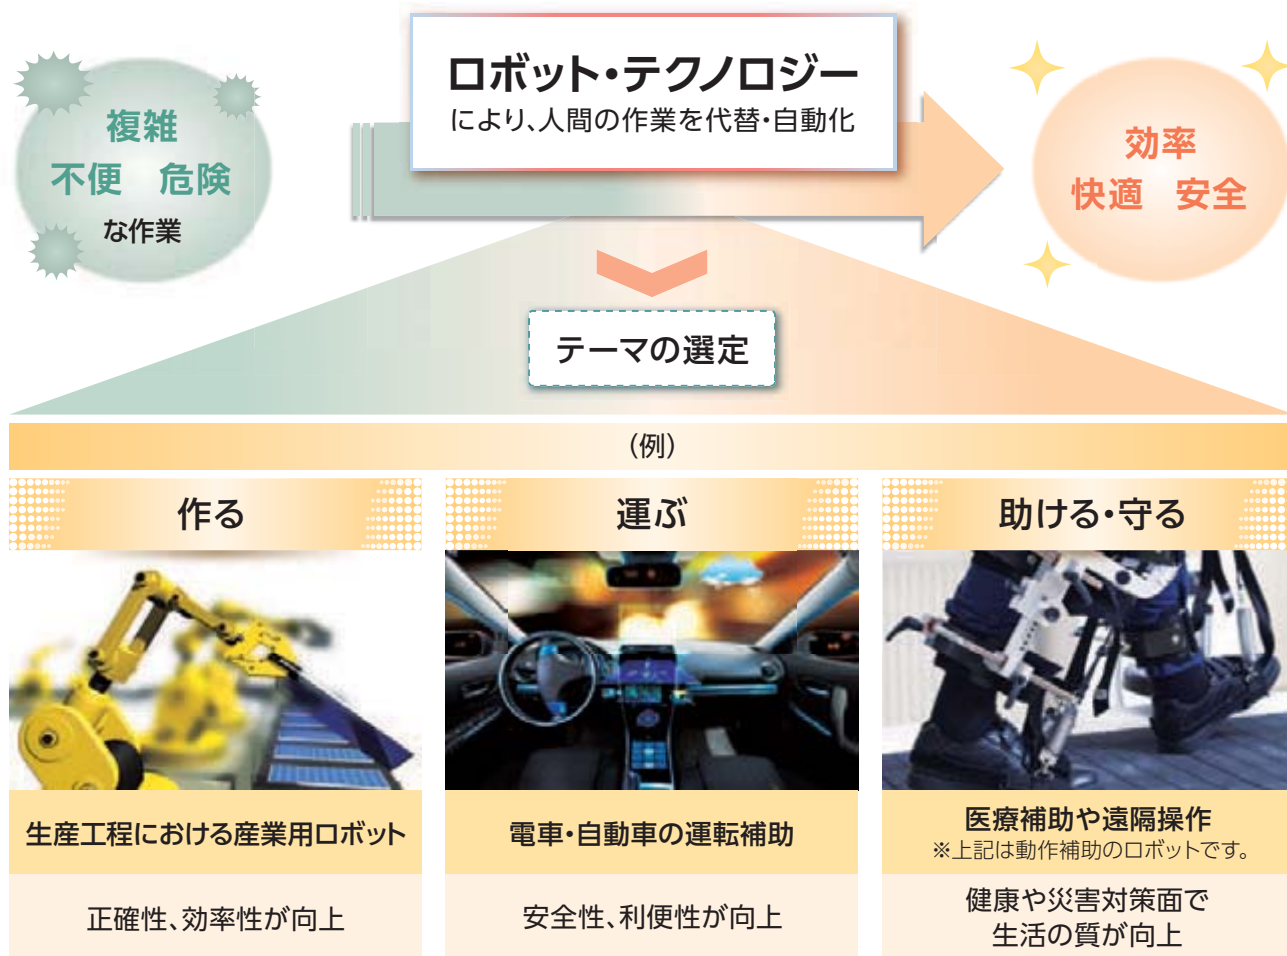 ロボット・テクノロジー
により、人間の作業を代替・自動化
複雑
不便 危険
な作業
効率
快適 安全
テーマの選定
(例)
作る
生産工程における産業用ロボット
正確性、効率性が向上
運ぶ
電車・自動車の運転補助
安全性、利便性が向上
助ける・守る
医療補助や遠隔操作
※上記は動作補助のロボットです。
健康や災害対策面で
生活の質が向上